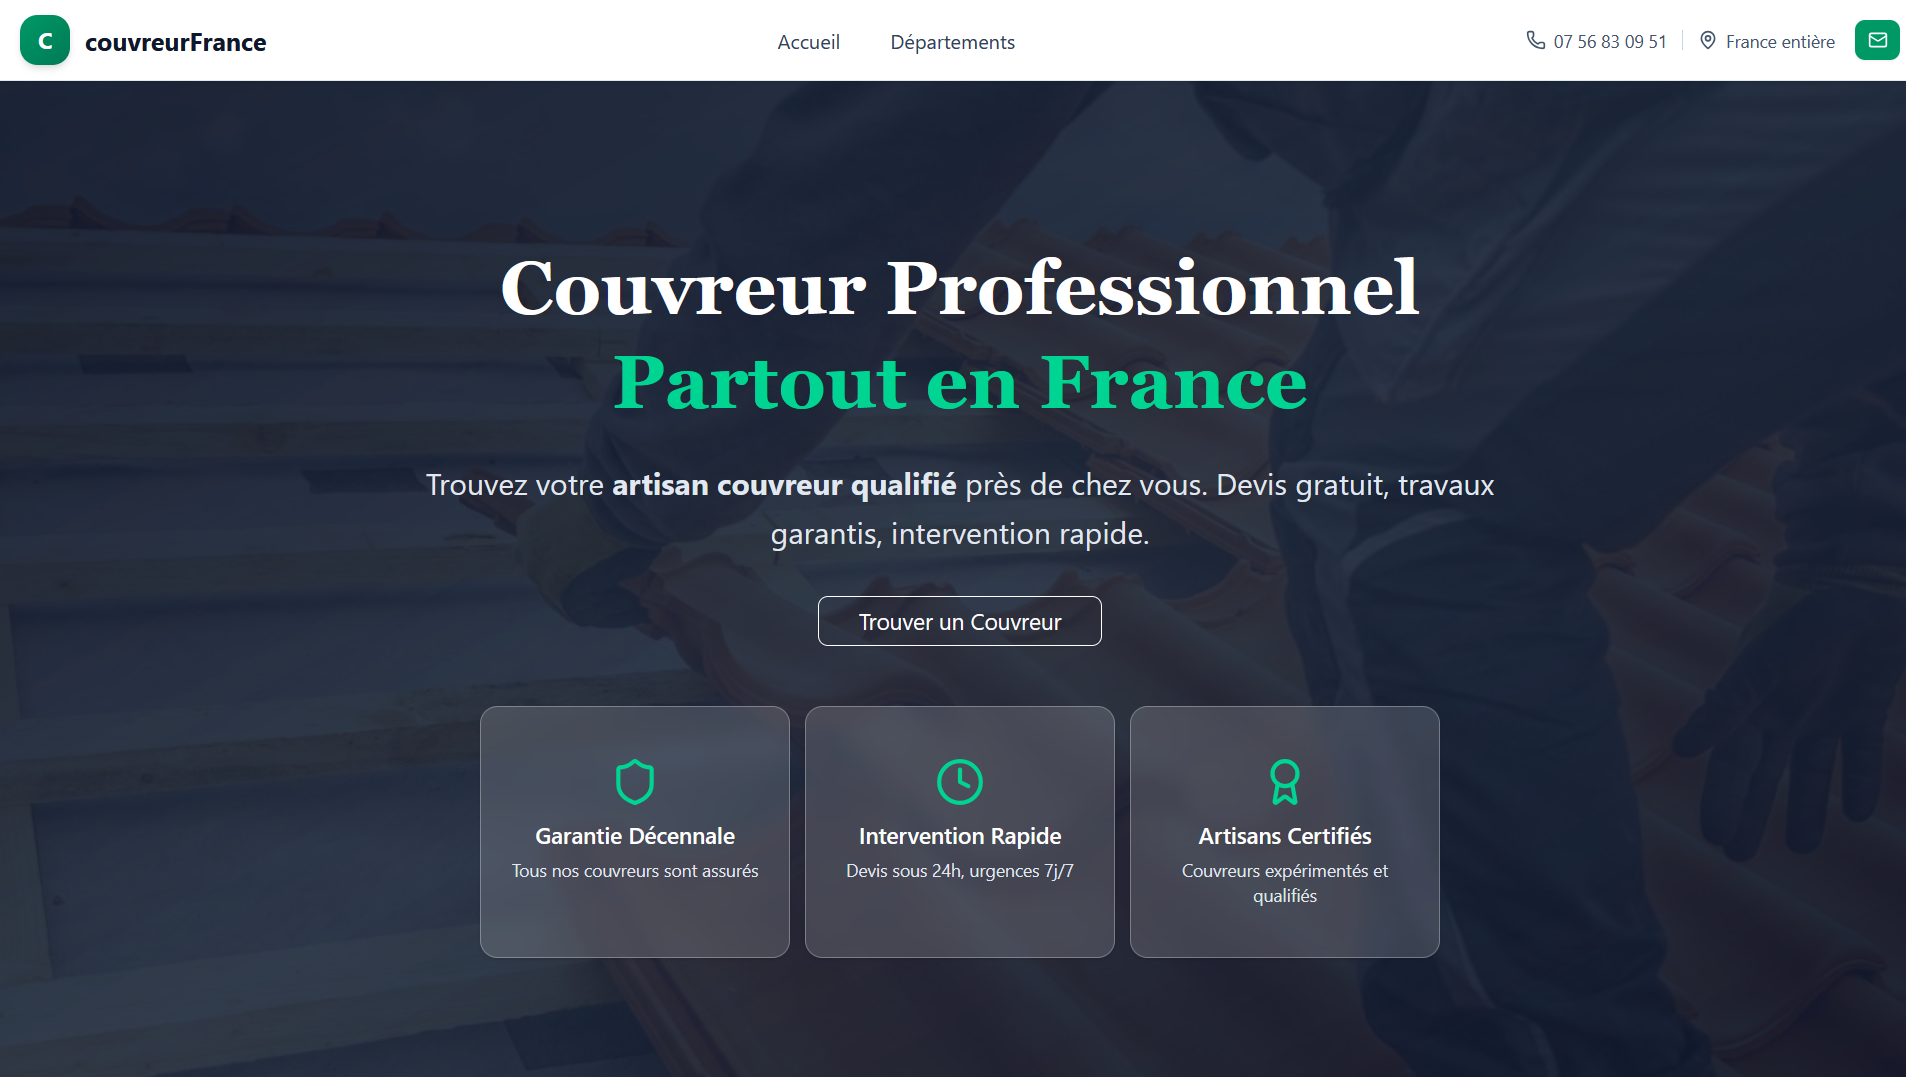 C
couvreurFrance
Accueil
Départements
07 56 83 09 51
France entière
Couvreur Professionnel
Partout en France
Trouvez votre artisan couvreur qualifié près de chez vous. Devis gratuit, travaux
garantis, intervention rapide.
Trouver un Couvreur
Garantie Décennale
Tous nos couvreurs sont assurés
Intervention Rapide
Devis sous 24h, urgences 7j/7
Artisans Certifiés
Couvreurs expérimentés et
qualifiés